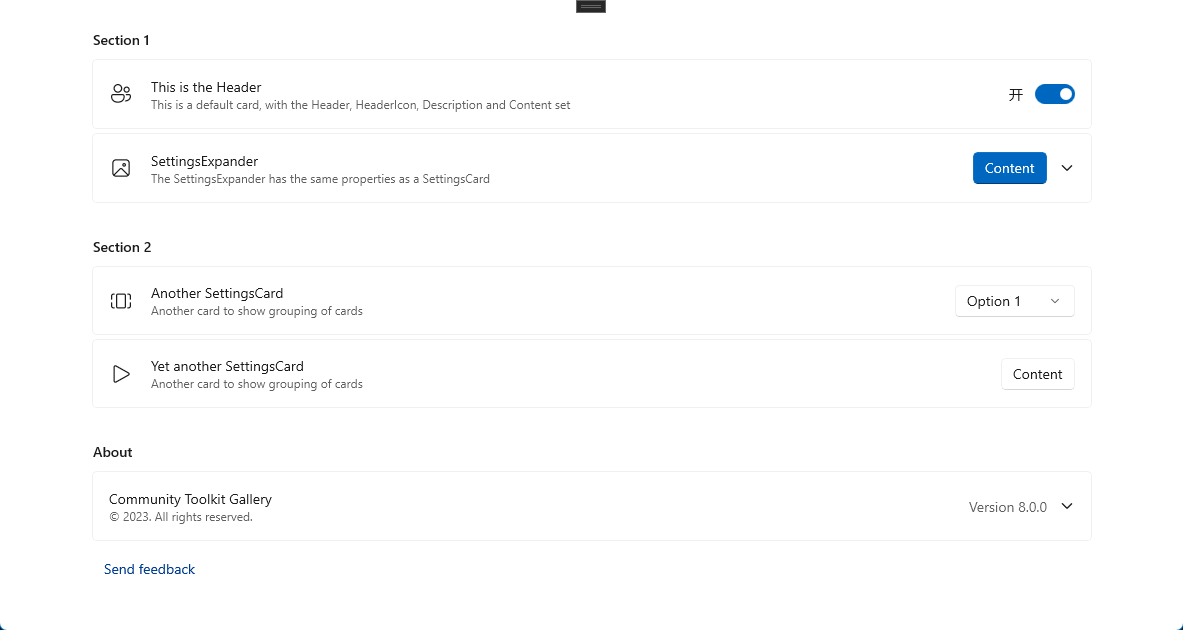 Section 1
This is the Header
This is a default card, with the Header, HeaderIcon, Description and Content set
开
SettingsExpander
The SettingsExpander has the same properties as a SettingsCard
Content
Section 2
Another SettingsCard
Another card to show grouping of cards
Option 1
Yet another SettingsCard
Another card to show grouping of cards
Content
About
Community Toolkit Gallery
© 2023. All rights reserved.
Version 8.0.0
Send feedback